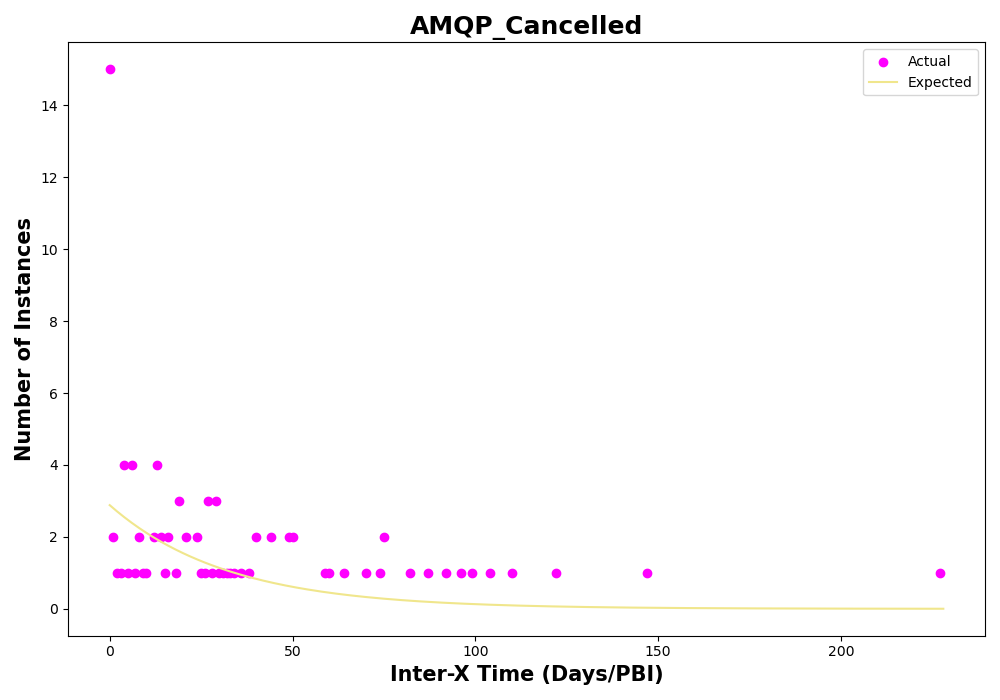 AMQP_Cancelled
Actual
Expected
Number of Instances
14
12
10
8
6
4
2
0
0
50
100
150
200
Inter-X Time (Days/PBI)